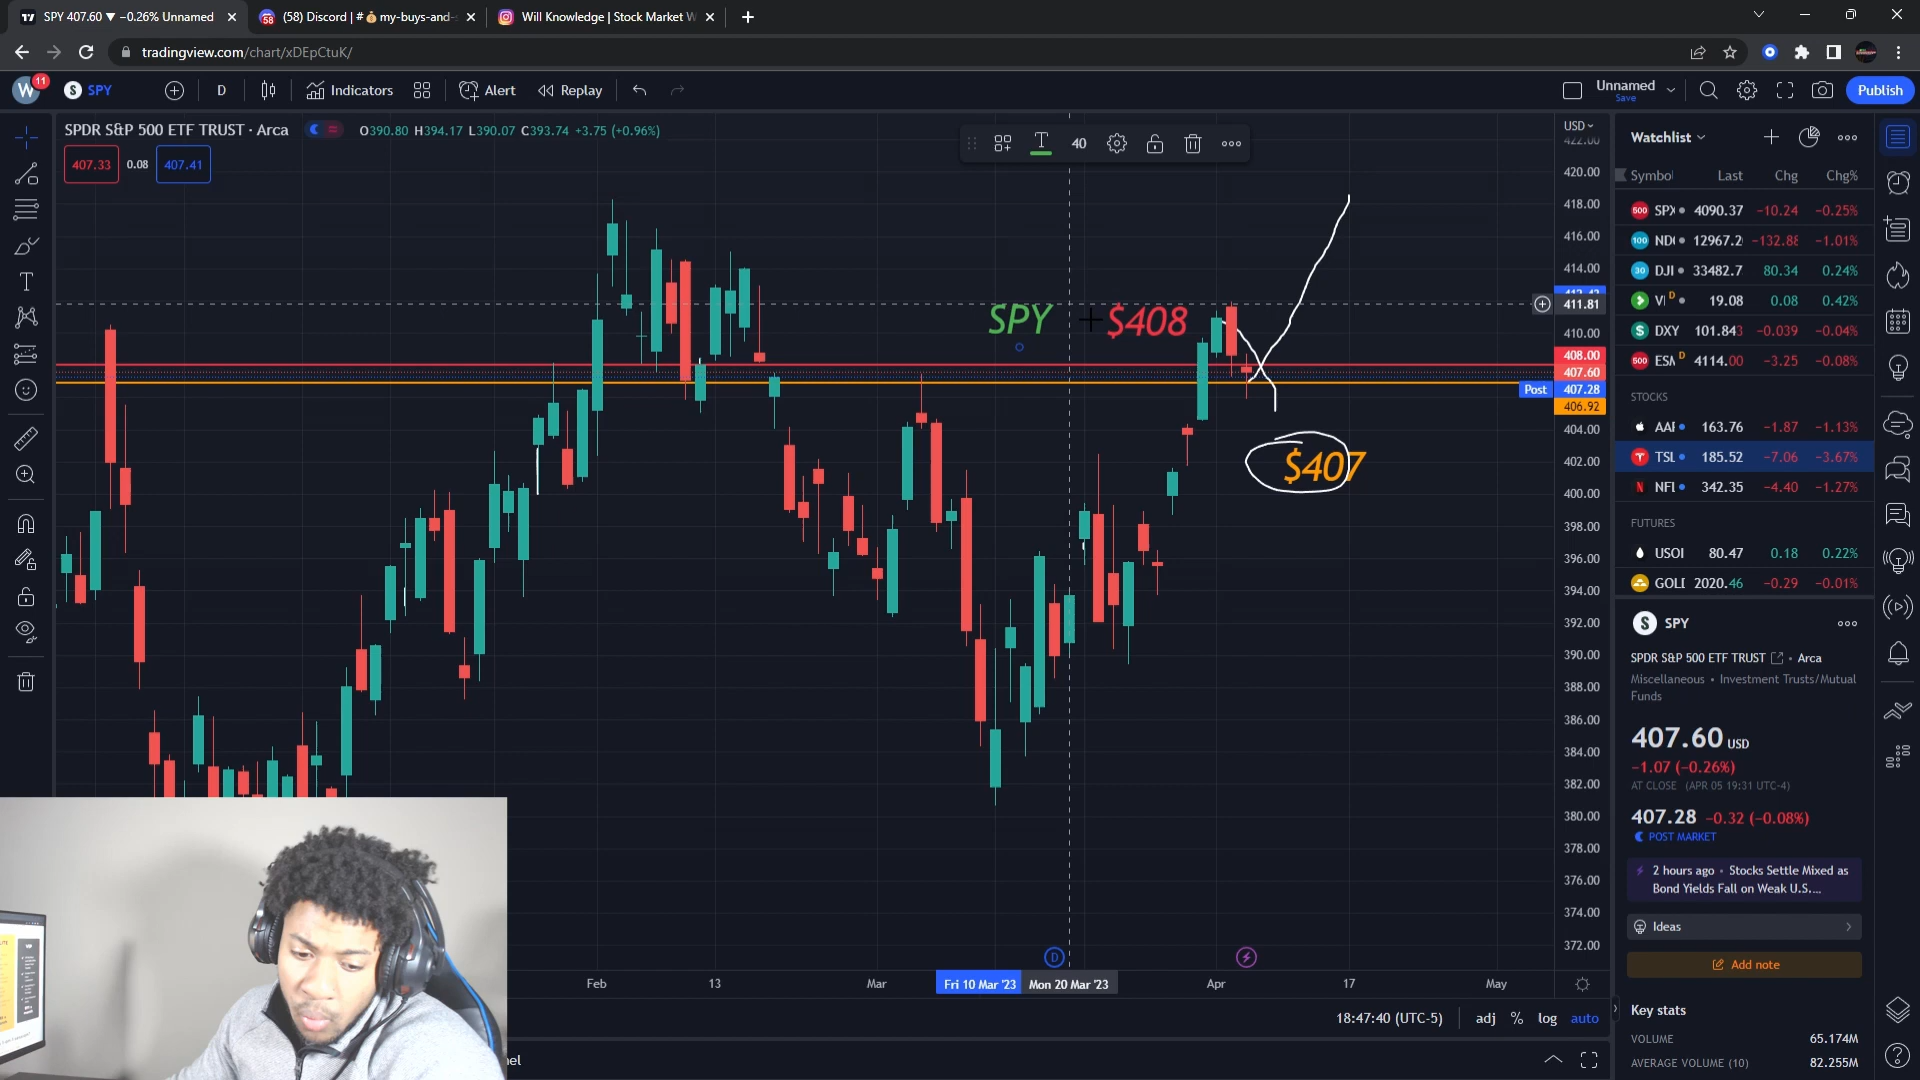 SPY 407.60 ▼ −0.26% Unnamed
(58) Discord | #💰my-buys-and-s
Will Knowledge | Stock Market W
tradingview.com/chart/xDEpCtuK/
W 11 SPY D Indicators Alert Replay Unnamed Save Publish
SPDR S&P 500 ETF TRUST · Arca O390.80 H394.17 L390.07 C393.74 +3.75 (+0.96%)
407.33 0.08 407.41
40
USD
422.00
420.00
418.00
416.00
414.00
411.81
410.00
408.00
407.60
Post 407.28
406.92
404.00
402.00
400.00
398.00
396.00
394.00
392.00
390.00
388.00
386.00
384.00
382.00
380.00
378.00
376.00
374.00
372.00
SPY $408
$407
D
Feb 13 Mar Fri 10 Mar '23 Mon 20 Mar '23 Apr 17 May
18:47:40 (UTC-5) adj % log auto
nel
Watchlist
Symbol Last Chg Chg%
500 SPX 4090.37 −10.24 −0.25%
100 ND 12967.2 −132.88 −1.01%
30 DJI 33482.7 80.34 0.24%
VI D 19.08 0.08 0.42%
$ DXY 101.843 −0.039 −0.04%
500 ESM D 4114.00 −3.25 −0.08%
STOCKS
AAI 163.76 −1.87 −1.13%
TSL 185.52 −7.06 −3.67%
N NFL 342.35 −4.40 −1.27%
FUTURES
USOI 80.47 0.18 0.22%
GOLD 2020.46 −0.29 −0.01%
S SPY
SPDR S&P 500 ETF TRUST • Arca
Miscellaneous • Investment Trusts/Mutual
Funds
407.60 USD
−1.07 (−0.26%)
AT CLOSE (APR 05 19:31 UTC-4)
407.28 −0.32 (−0.08%)
POST MARKET
2 hours ago • Stocks Settle Mixed as
Bond Yields Fall on Weak U.S....
Ideas
Add note
Key stats
VOLUME 65.174M
AVERAGE VOLUME (10) 82.255M